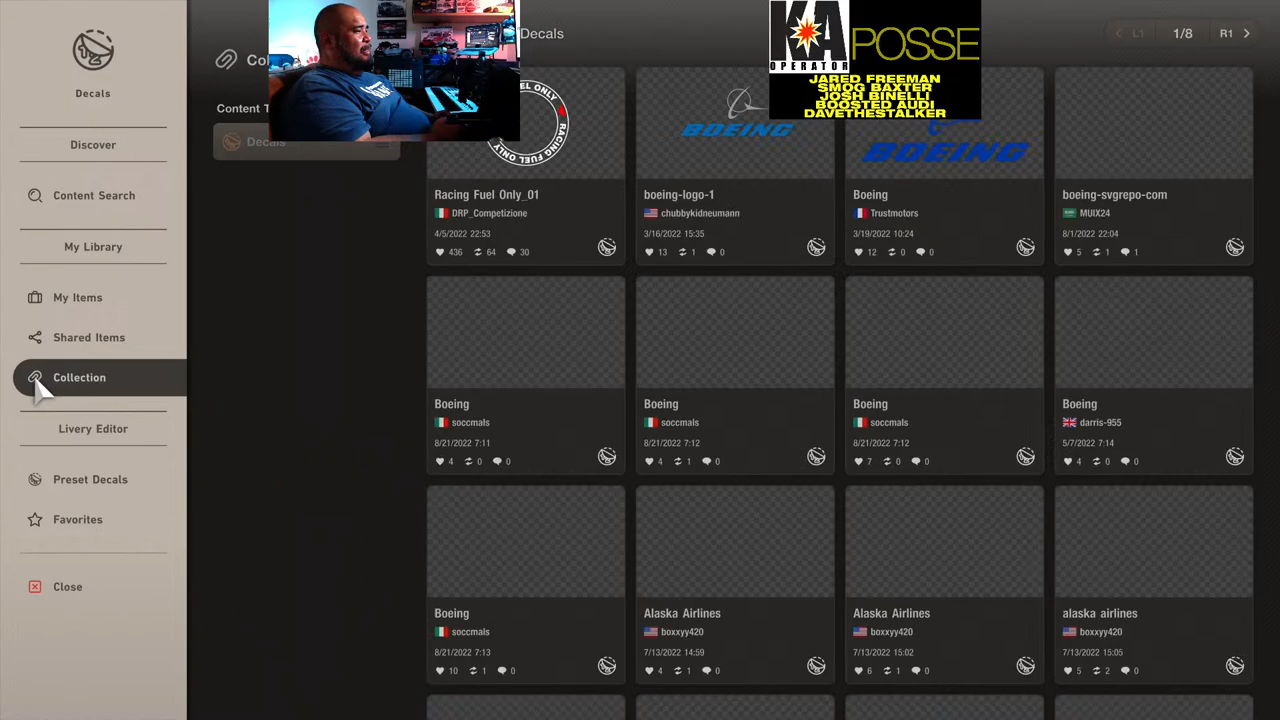 Decals
Discover
Content Search
My Library
My Items
Shared Items
Collection
Livery Editor
Preset Decals
Favorites
Close
Co
Content T
Decals
Decals
KA
OPERATOR
POSSE
JARED FREEMAN
SMOG BAXTER
JOSH BINELLI
BOOSTED AUDI
DAVETHESTALKER
L1
1/8
R1
EL ONLY
RACING FUEL ONLY
BOEING
BOEING
Racing Fuel Only_01
DRP_Competizione
4/5/2022 22:53
436 64 30
boeing-logo-1
chubbykidneumann
3/16/2022 15:35
13 1 0
Boeing
Trustmotors
3/19/2022 10:24
12 0 0
boeing-svgrepo-com
MUIX24
8/1/2022 22:04
5 1 1
Boeing
soccmals
8/21/2022 7:11
4 0 0
Boeing
soccmals
8/21/2022 7:12
4 1 0
Boeing
soccmals
8/21/2022 7:12
7 0 0
Boeing
darris-955
5/7/2022 7:14
4 0 0
Boeing
soccmals
8/21/2022 7:13
10 1 0
Alaska Airlines
boxxyy420
7/13/2022 14:59
4 1 0
Alaska Airlines
boxxyy420
7/13/2022 15:02
6 1 0
alaska airlines
boxxyy420
7/13/2022 15:05
5 2 0